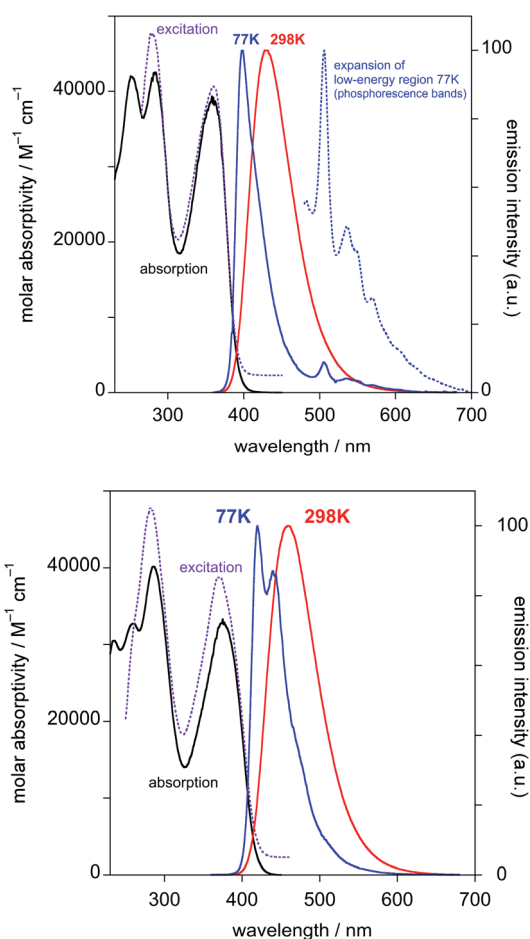 excitation
77K 298K
100
expansion of
low-energy region 77K
(phosphorescence bands)
40000
molar absorptivity / M⁻¹ cm⁻¹
emission intensity (a.u.)
20000
absorption
0
0
300 400 500 600 700
wavelength / nm
77K 298K
100
40000
excitation
molar absorptivity / M⁻¹ cm⁻¹
emission intensity (a.u.)
20000
absorption
0
0
300 400 500 600 700
wavelength / nm